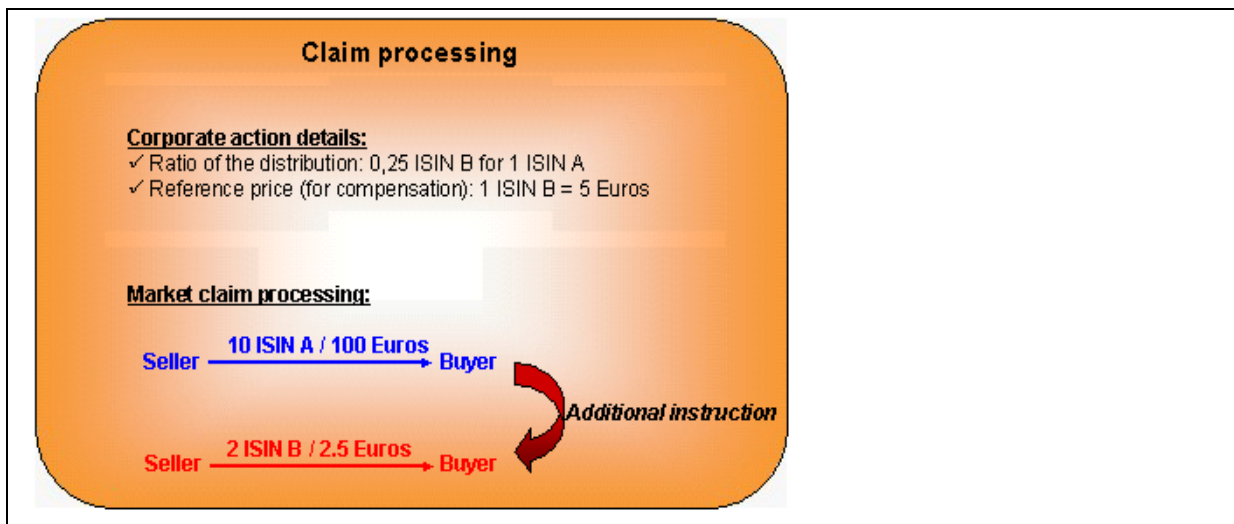 Claim processing
Corporate action details:
✓ Ratio of the distribution: 0,25 ISIN B for 1 ISIN A
✓ Reference price (for compensation): 1 ISIN B = 5 Euros
Market claim processing:
10 ISIN A / 100 Euros
Seller Buyer
Additional instruction
2 ISIN B / 2.5 Euros
Seller Buyer